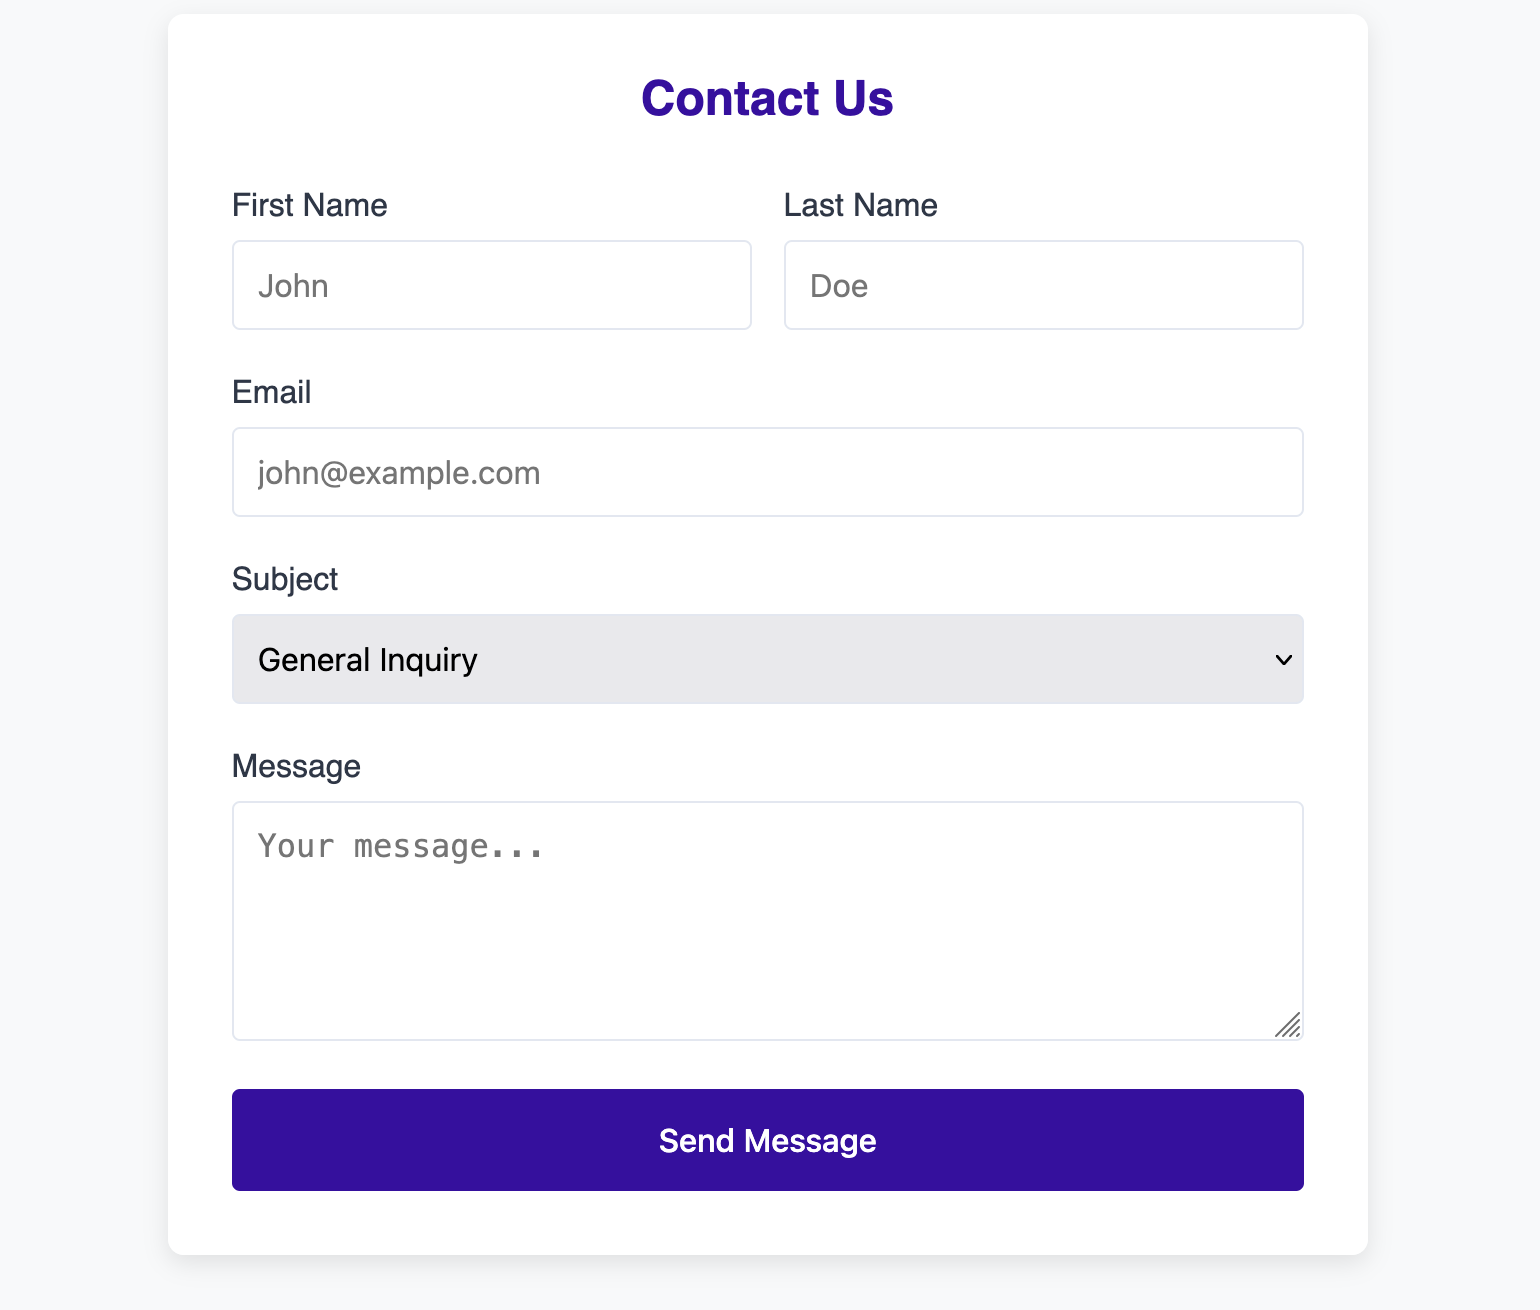 Contact Us
First Name
Last Name
John
Doe
Email
john@example.com
Subject
General Inquiry
Message
Your message...
Send Message